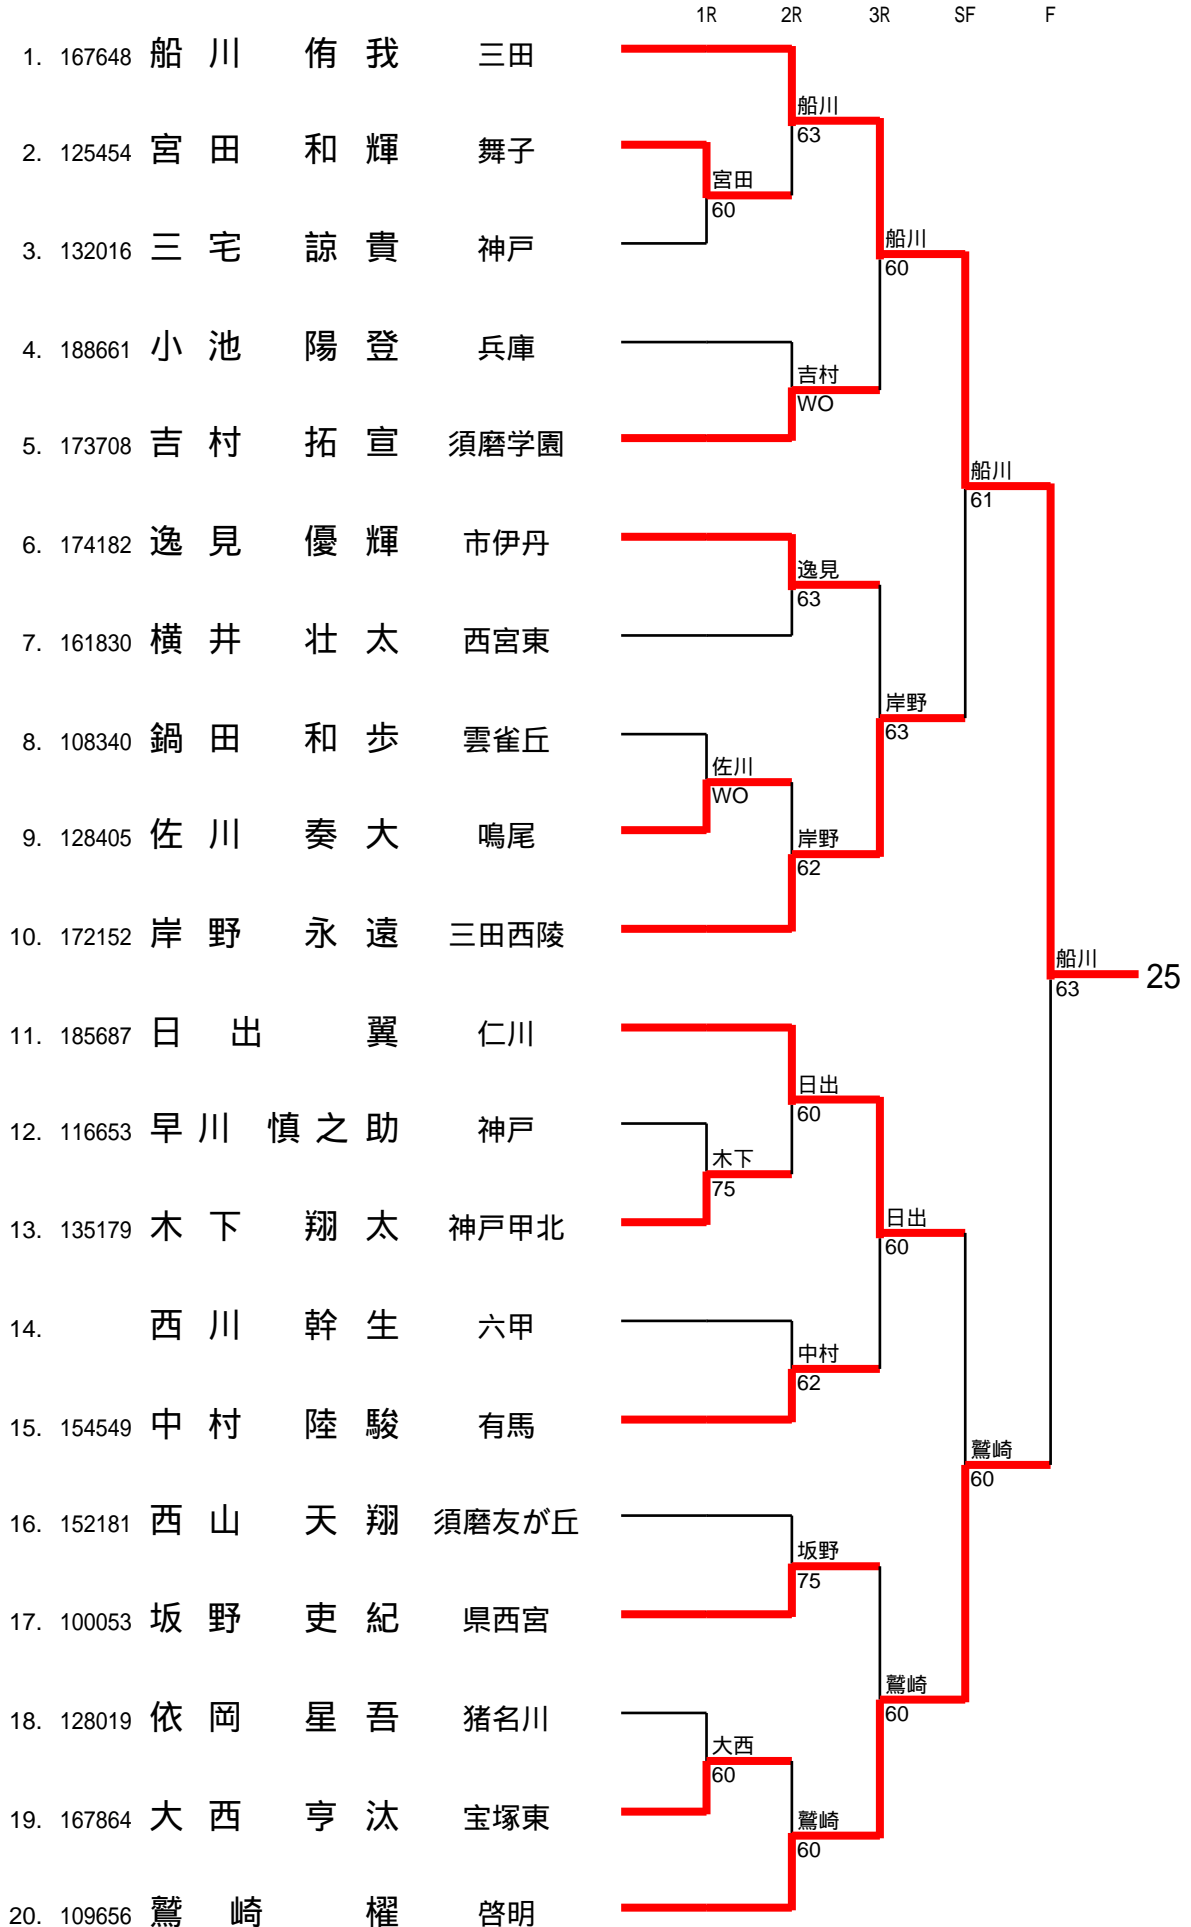 1R 2R 3R SF F
1. 167648 船川 侑我 三田
船川
63
2. 125454 宮田 和輝 舞子
宮田
60
3. 132016 三宅 諒貴 神戸
船川
60
4. 188661 小池 陽登 兵庫
吉村
WO
5. 173708 吉村 拓宣 須磨学園
船川
61
6. 174182 逸見 優輝 市伊丹
逸見
63
7. 161830 横井 壮太 西宮東
岸野
63
8. 108340 鍋田 和歩 雲雀丘
佐川
WO
9. 128405 佐川 奏大 鳴尾
岸野
62
10. 172152 岸野 永遠 三田西陵
船川
63
25
11. 185687 日出 翼 仁川
日出
60
12. 116653 早川 慎之助 神戸
木下
75
13. 135179 木下 翔太 神戸甲北
日出
60
14. 西川 幹生 六甲
中村
62
15. 154549 中村 陸駿 有馬
鷲崎
60
16. 152181 西山 天翔 須磨友が丘
坂野
75
17. 100053 坂野 吏紀 県西宮
鷲崎
60
18. 128019 依岡 星吾 猪名川
大西
60
19. 167864 大西 亨汰 宝塚東
鷲崎
60
20. 109656 鷲崎 櫂 啓明